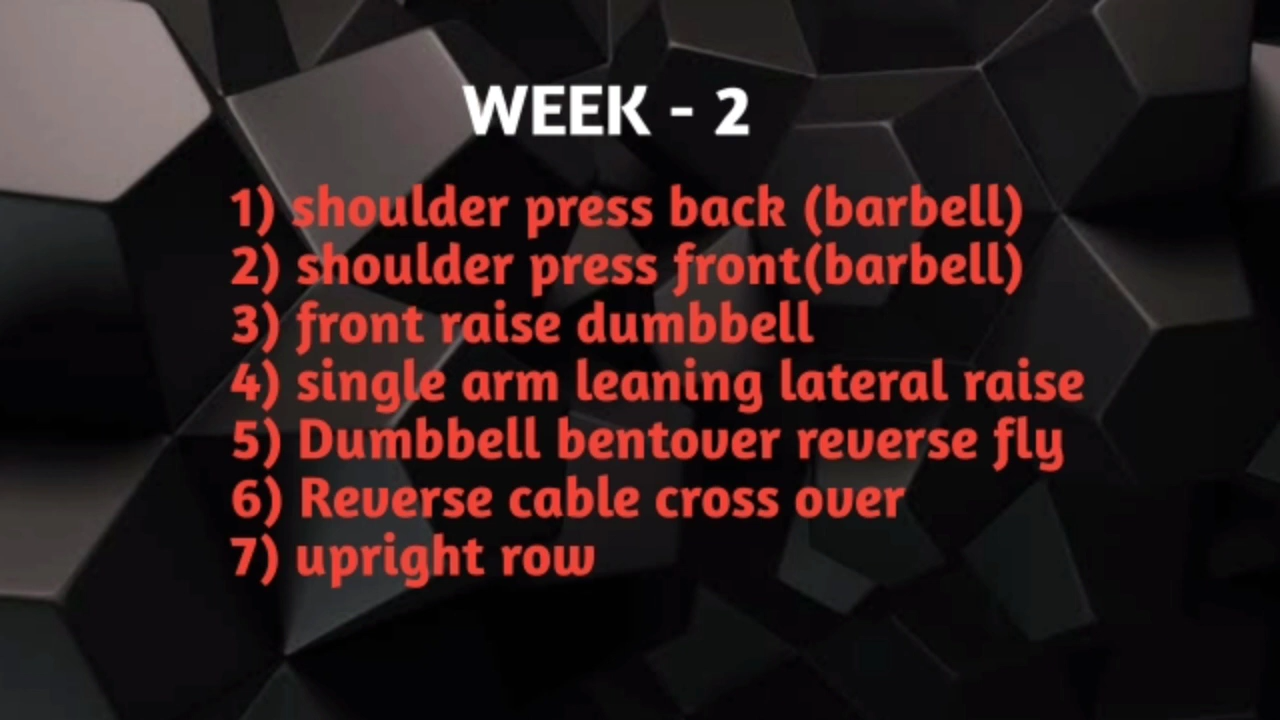 WEEK - 2
1) shoulder press back (barbell)
2) shoulder press front(barbell)
3) front raise dumbbell
4) single arm leaning lateral raise
5) Dumbbell bentover reverse fly
6) Reverse cable cross over
7) upright row